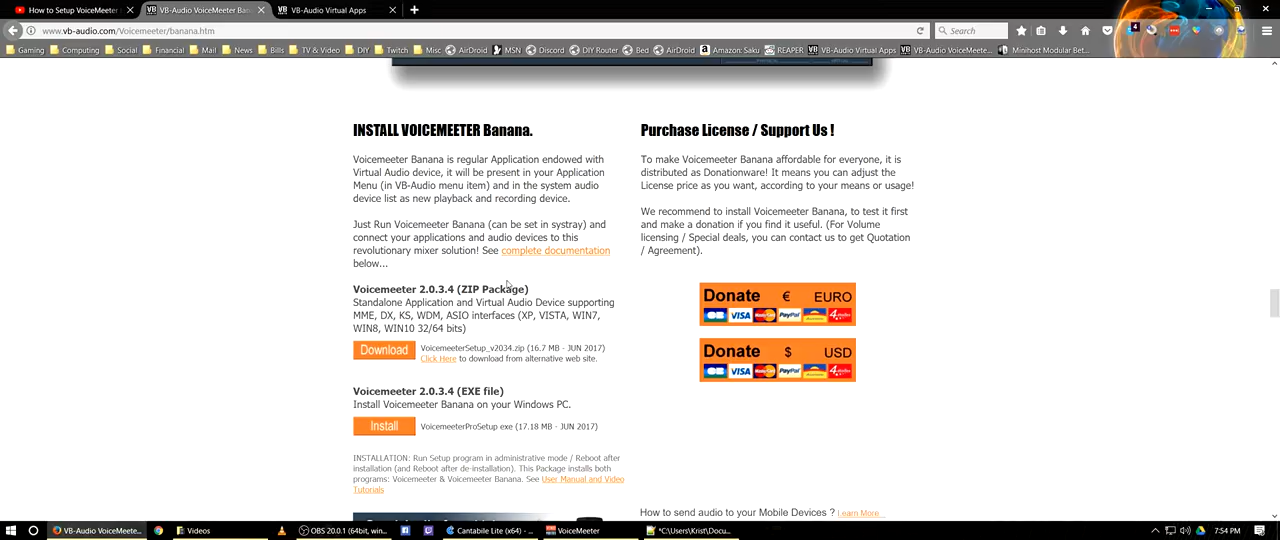 How to Setup VoiceMeeter
VB-Audio VoiceMeeter Ban...
VB-Audio Virtual Apps
www.vb-audio.com/Voicemeeter/banana.htm
Search
Gaming Computing Social Financial Mail News Bills TV & Video DIY Twitch Misc AirDroid MSN Discord DIY Router Bed AirDroid Amazon: Saku REAPER VB-Audio Virtual Apps VB-Audio VoiceMeete... Minihost Modular Bet...
INSTALL VOICEMEETER Banana.
Voicemeeter Banana is regular Application endowed with
Virtual Audio device, it will be present in your Application
Menu (in VB-Audio menu item) and in the system audio
device list as new playback and recording device.
Just Run Voicemeeter Banana (can be set in systray) and
connect your applications and audio devices to this
revolutionary mixer solution! See complete documentation
below...
Voicemeeter 2.0.3.4 (ZIP Package)
Standalone Application and Virtual Audio Device supporting
MME, DX, KS, WDM, ASIO interfaces (XP, VISTA, WIN7,
WIN8, WIN10 32/64 bits)
Download
VoicemeeterSetup_v2034.zip (16.7 MB - JUN 2017)
Click Here to download from alternative web site.
Voicemeeter 2.0.3.4 (EXE file)
Install Voicemeeter Banana on your Windows PC.
Install
VoicemeeterProSetup exe (17.18 MB - JUN 2017)
INSTALLATION: Run Setup program in administrative mode / Reboot after
installation (and Reboot after de-installation). This Package installs both
programs: Voicemeeter & Voicemeeter Banana. See User Manual and Video
Tutorials
Purchase License / Support Us !
To make Voicemeeter Banana affordable for everyone, it is
distributed as Donationware! It means you can adjust the
License price as you want, according to your means or usage!
We recommend to install Voicemeeter Banana, to test it first
and make a donation if you find it useful. (For Volume
licensing / Special deals, you can contact us to get Quotation
/ Agreement).
Donate € EURO
VISA PayPal
Donate $ USD
VISA PayPal
How to send audio to your Mobile Devices ? Learn More...
VB-Audio VoiceMeete... Videos OBS 20.0.1 (64bit, win... Cantabile Lite (x64) - ... VoiceMeeter *C:\Users\Krist\Docu... 7:54 PM